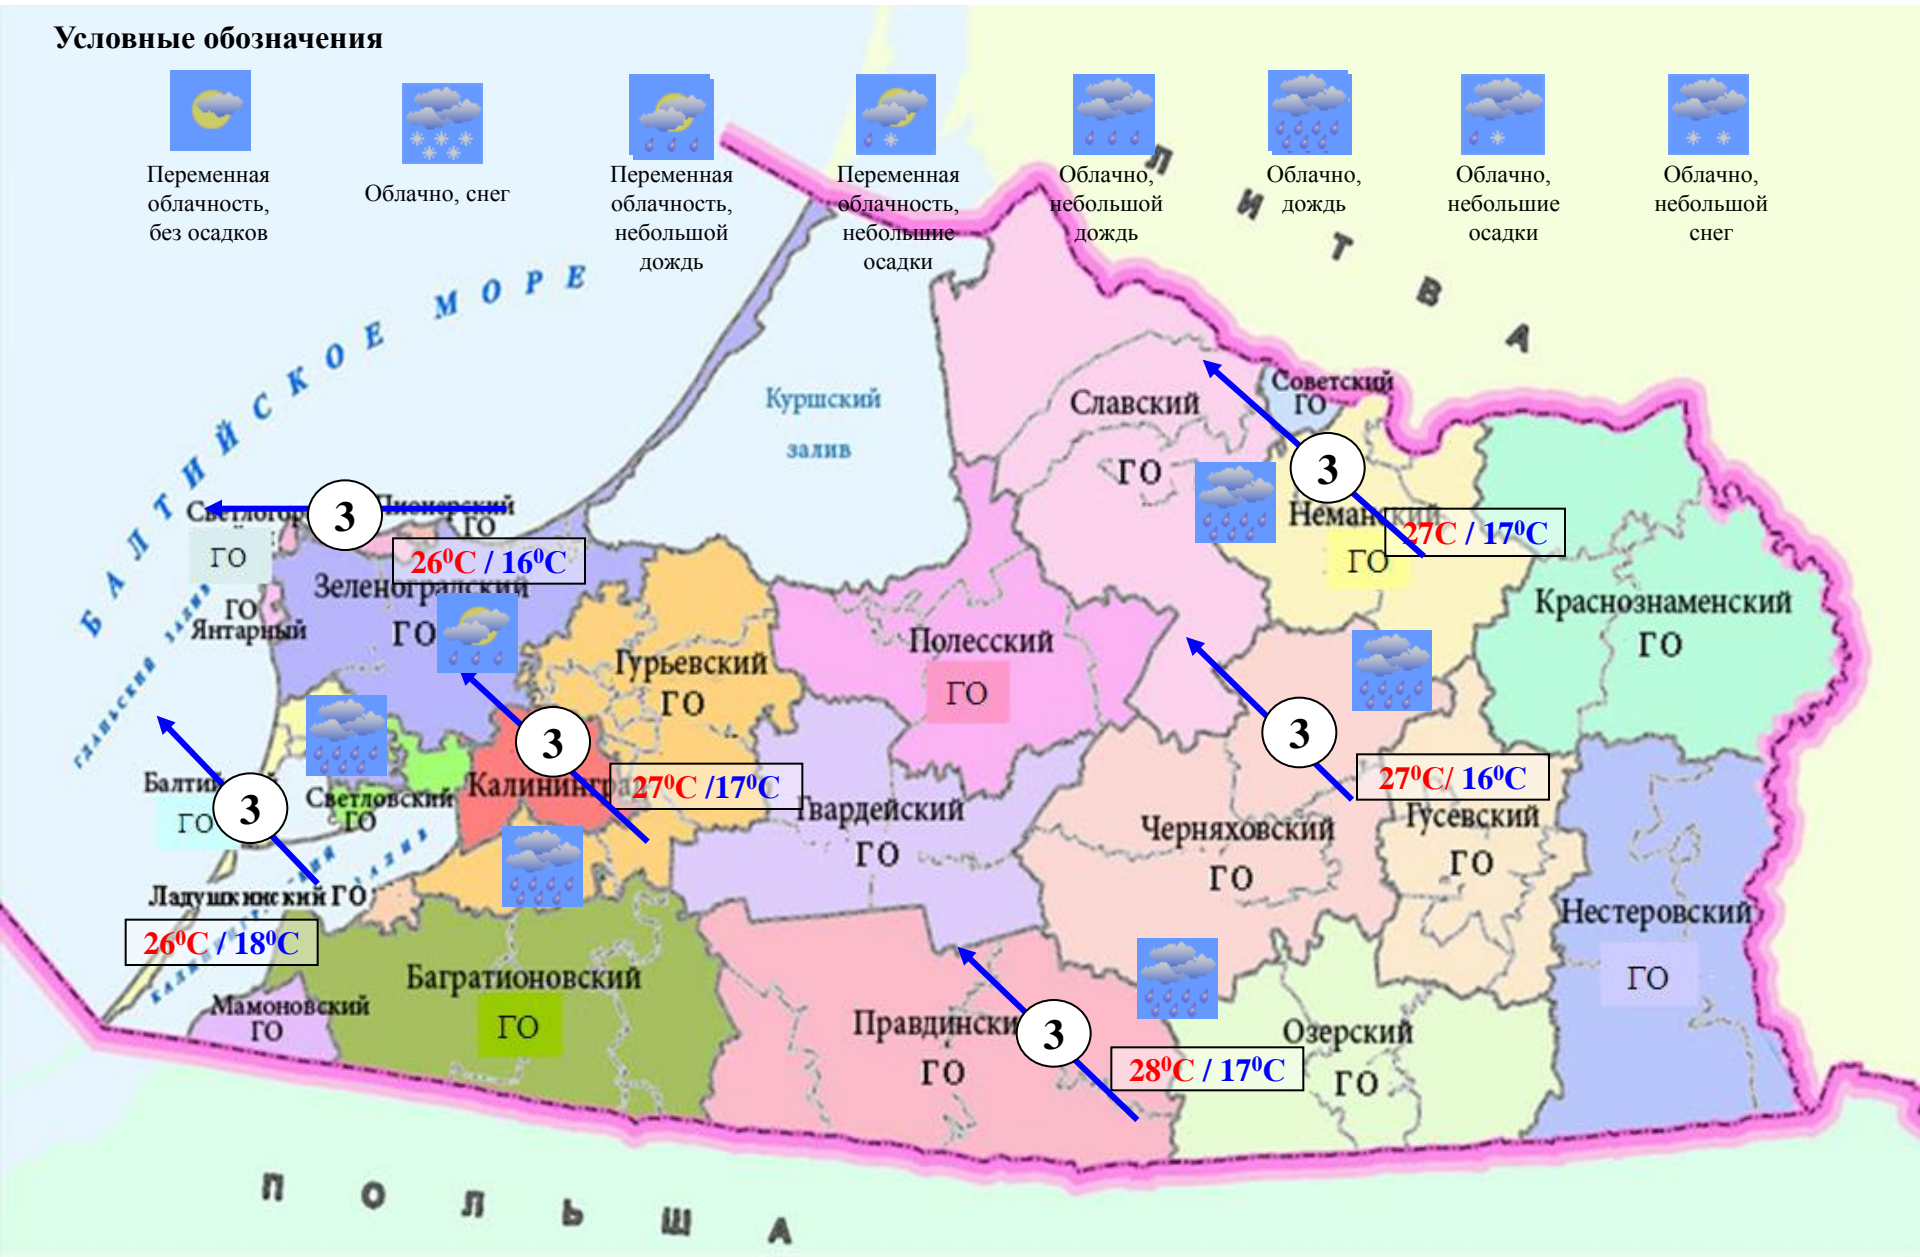 Условные обозначения
Переменная
облачность,
без осадков
Облачно, снег
Переменная
облачность,
небольшой
дождь
Переменная
облачность,
небольшие
осадки
Облачно,
небольшой
дождь
Облачно,
дождь
Облачно,
небольшие
осадки
Облачно,
небольшой
снег
ЛИТВА
БАЛТИЙСКОЕ МОРЕ
Куршский
залив
Славский
ГО
Советский
ГО
3
Неманский
ГО
27С / 17⁰С
3
Пионерский
ГО
ГО
26⁰С / 16⁰С
Зеленоградский
ГО
ГО
Янтарный
Краснознаменский
ГО
Полесский
ГО
Гурьевский
ГО
3
3
27⁰С/ 16⁰С
27⁰С /17⁰С
ГО
3
Светловский
ГО
Гвардейский
ГО
Черняховский
ГО
Гусевский
ГО
Ладушкинский ГО
26⁰С / 18⁰С
Нестеровский
ГО
Багратионовский
ГО
Мамоновский
ГО
3
ГО
28⁰С / 17⁰С
Озерский
ГО
ПОЛЬША